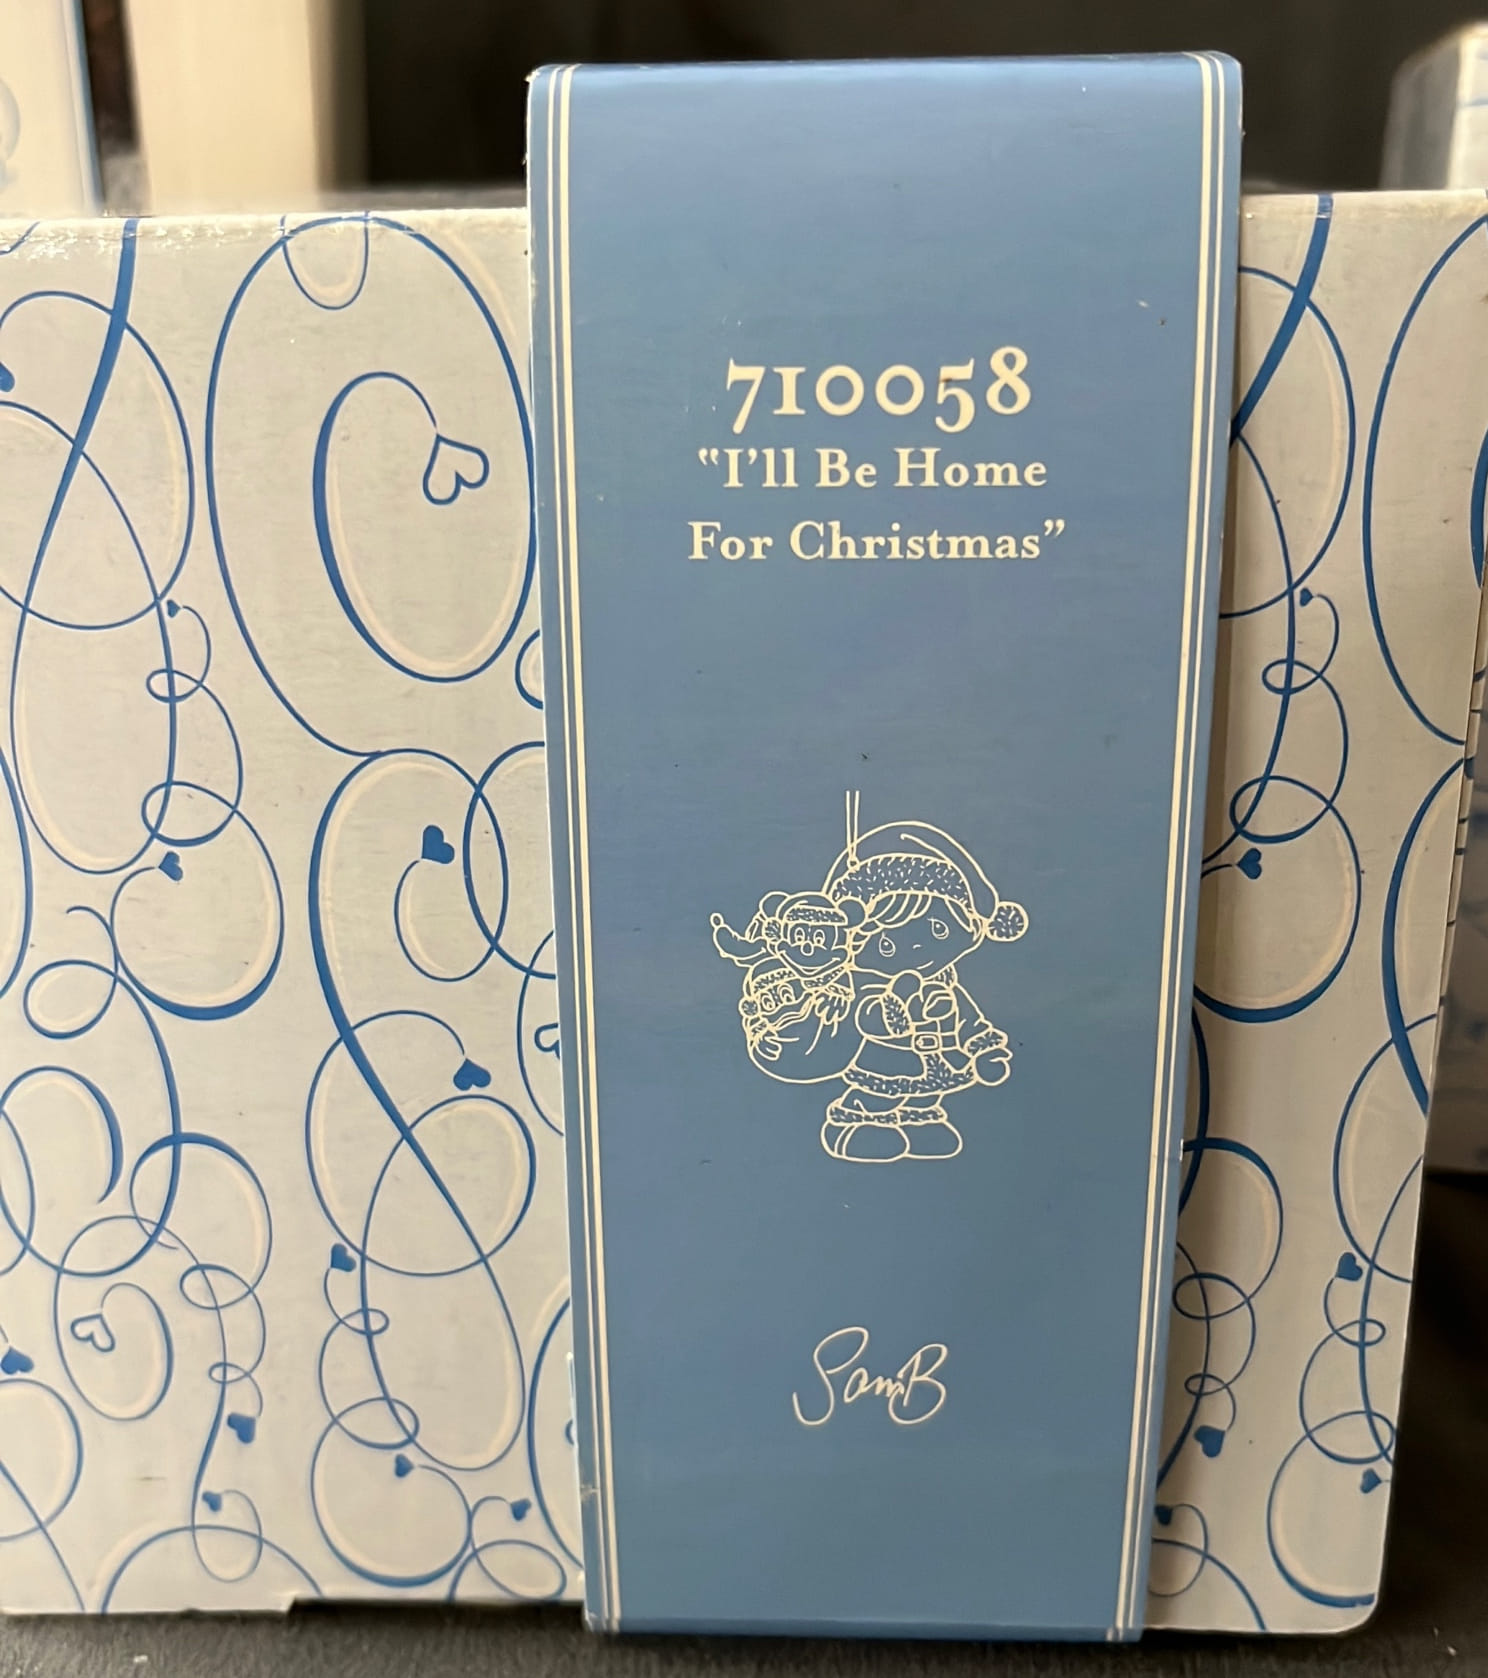 710058
"I'll Be Home
For Christmas"
SamB